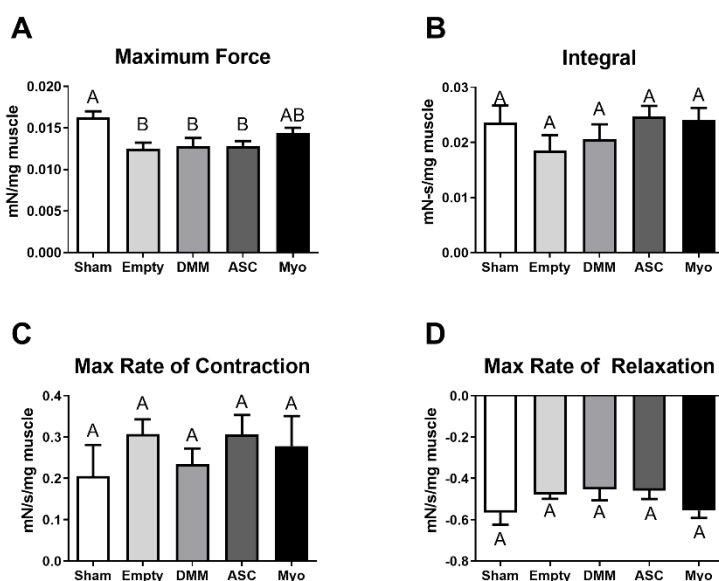 A
Maximum Force
mN/mg muscle
0.020
0.015
0.010
0.005
0.000
A
B
B
B
AB
Sham Empty DMM ASC Myo
B
Integral
mN-s/mg muscle
0.03
0.02
0.01
0.00
A
A
A
A
A
Sham Empty DMM ASC Myo
C
Max Rate of Contraction
mN/s/mg muscle
0.4
0.3
0.2
0.1
0.0
A
A
A
A
A
Sham Empty DMM ASC Myo
D
Max Rate of Relaxation
mN/s/mg muscle
0.0
-0.2
-0.4
-0.6
-0.8
A
A
A
A
A
Sham Empty DMM ASC Myo